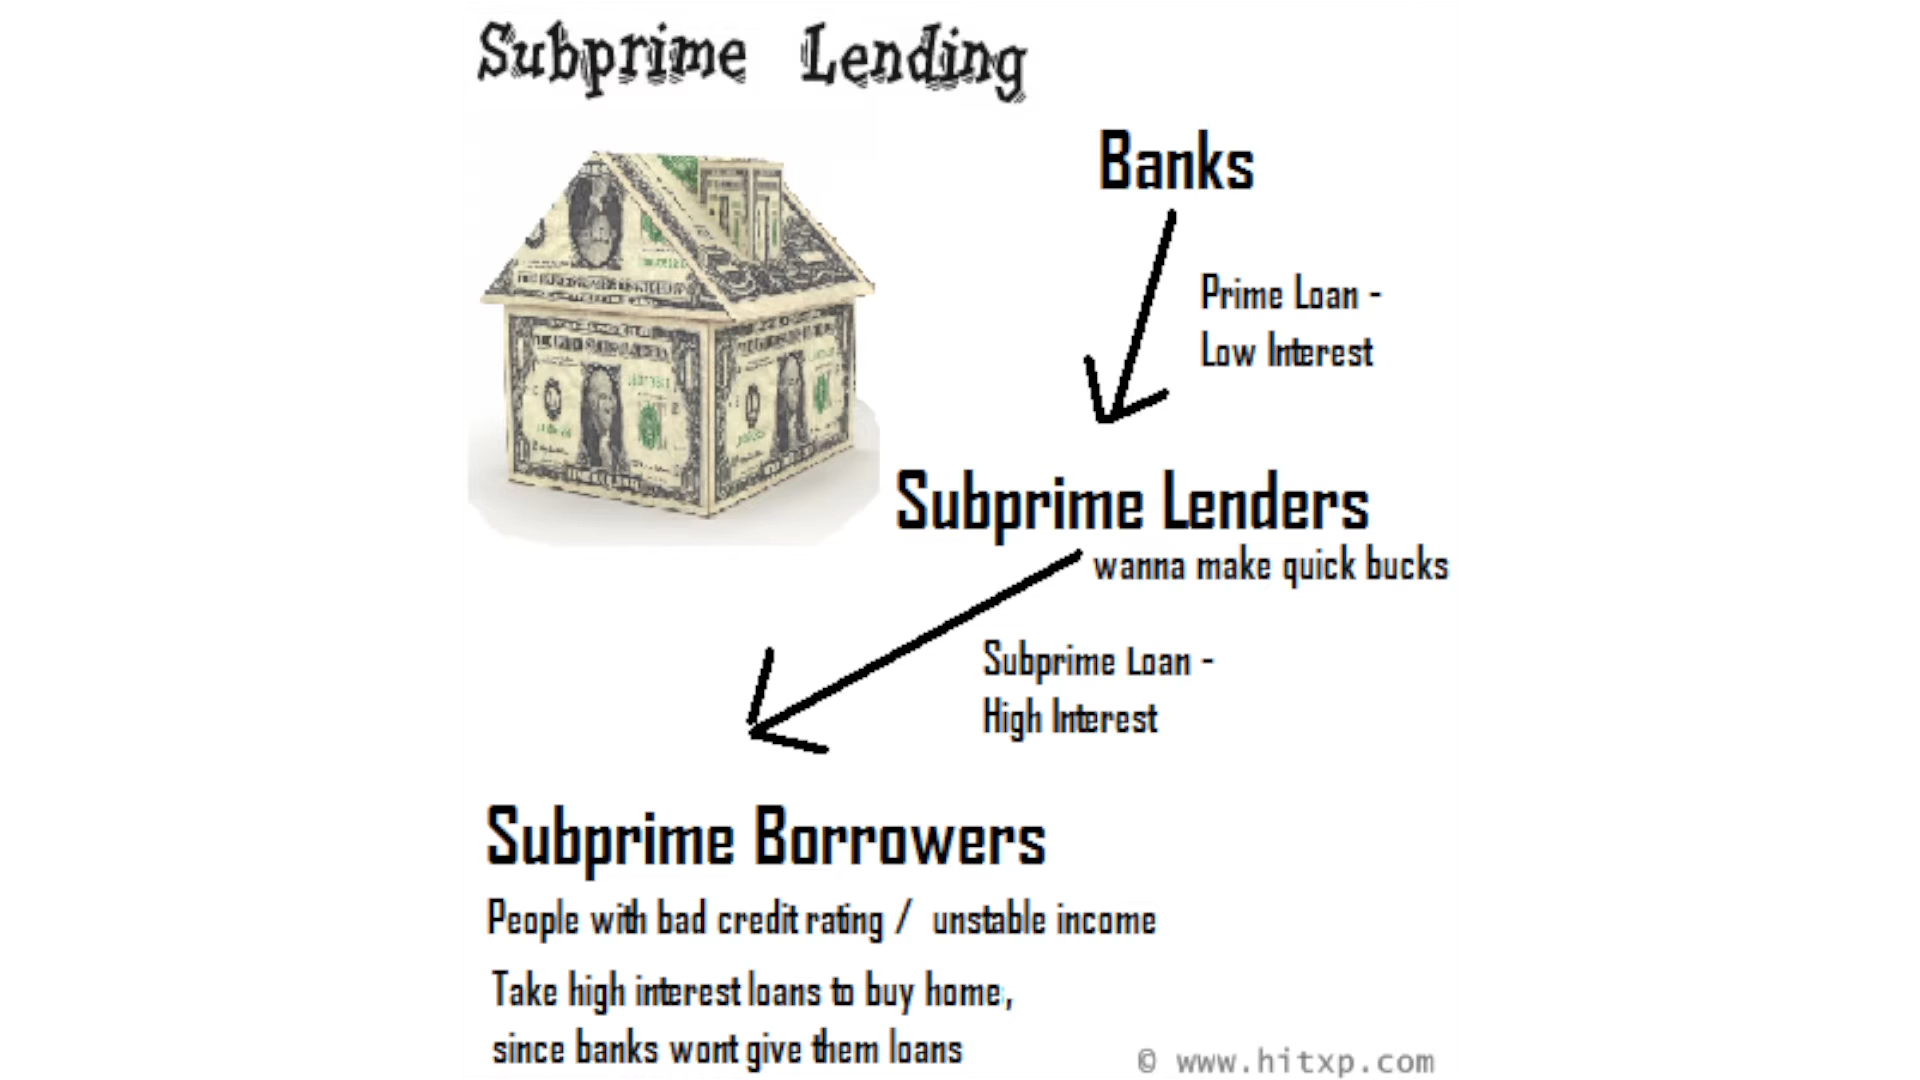 Subprime Lending
Banks
Prime Loan -
Low Interest
Subprime Lenders
wanna make quick bucks
Subprime Loan -
High Interest
Subprime Borrowers
People with bad credit rating / unstable income
Take high interest loans to buy home,
since banks wont give them loans
© www.hitxp.com